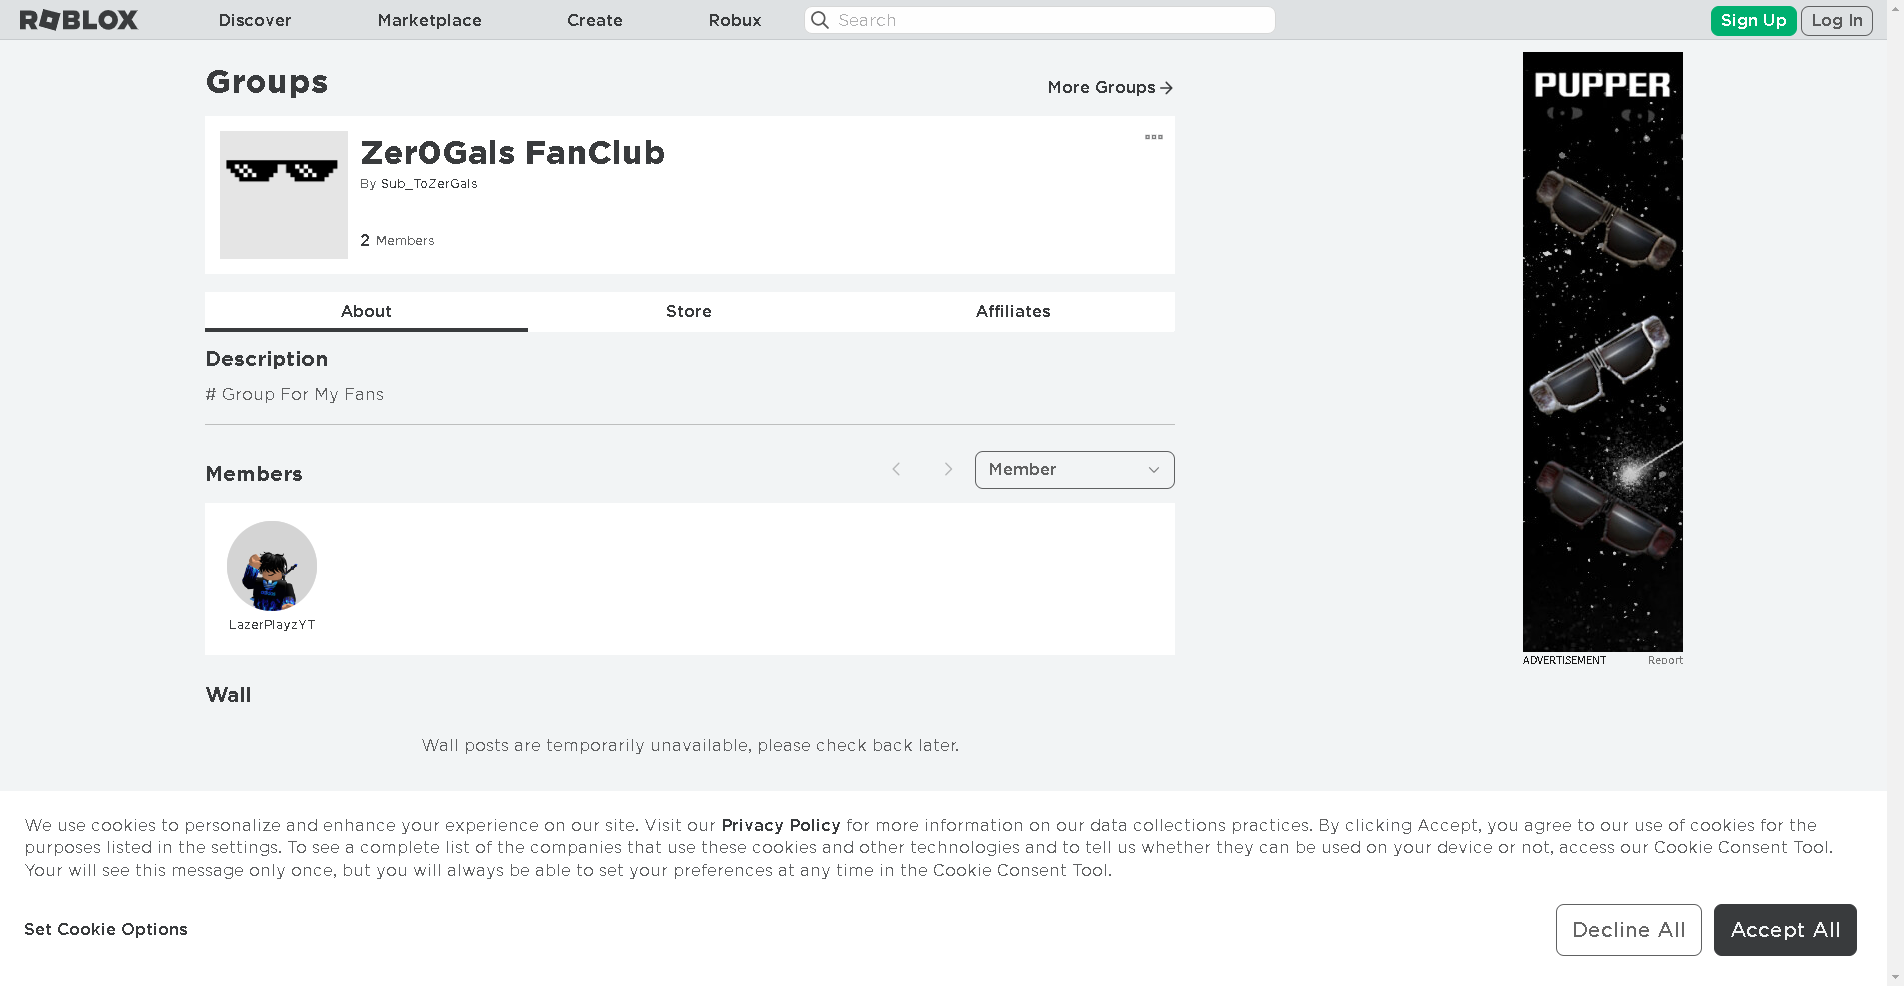 ROBLOX
Discover
Marketplace
Create
Robux
Search
Sign Up
Log In
Groups
More Groups
Zer0Gals FanClub
By Sub_ToZerGals
2 Members
About
Store
Affiliates
Description
# Group For My Fans
Members
Member
LazerPlayzYT
Wall
Wall posts are temporarily unavailable, please check back later.
PUPPER
ADVERTISEMENT
Report
We use cookies to personalize and enhance your experience on our site. Visit our Privacy Policy for more information on our data collections practices. By clicking Accept, you agree to our use of cookies for the
purposes listed in the settings. To see a complete list of the companies that use these cookies and other technologies and to tell us whether they can be used on your device or not, access our Cookie Consent Tool.
Your will see this message only once, but you will always be able to set your preferences at any time in the Cookie Consent Tool.
Set Cookie Options
Decline All
Accept All